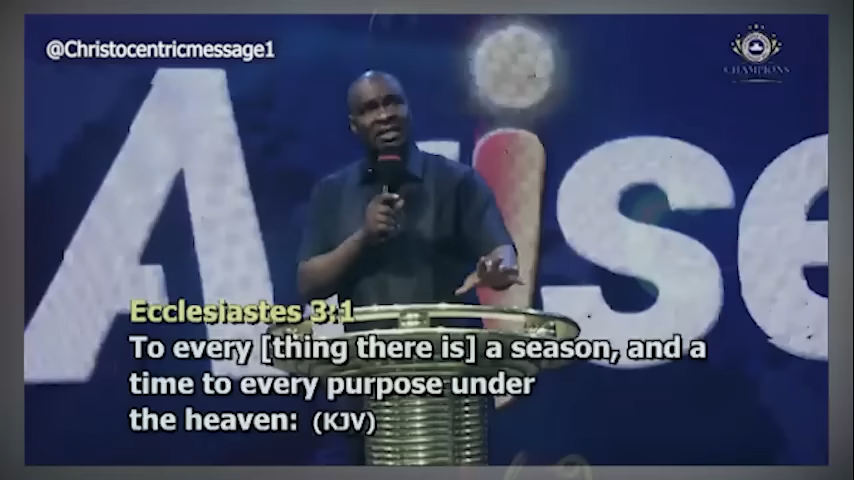 @Christocentricmessage1
CHAMPIONS
Arise
Ecclesiastes 3:1
To every [thing there is] a season, and a
time to every purpose under
the heaven: (KJV)